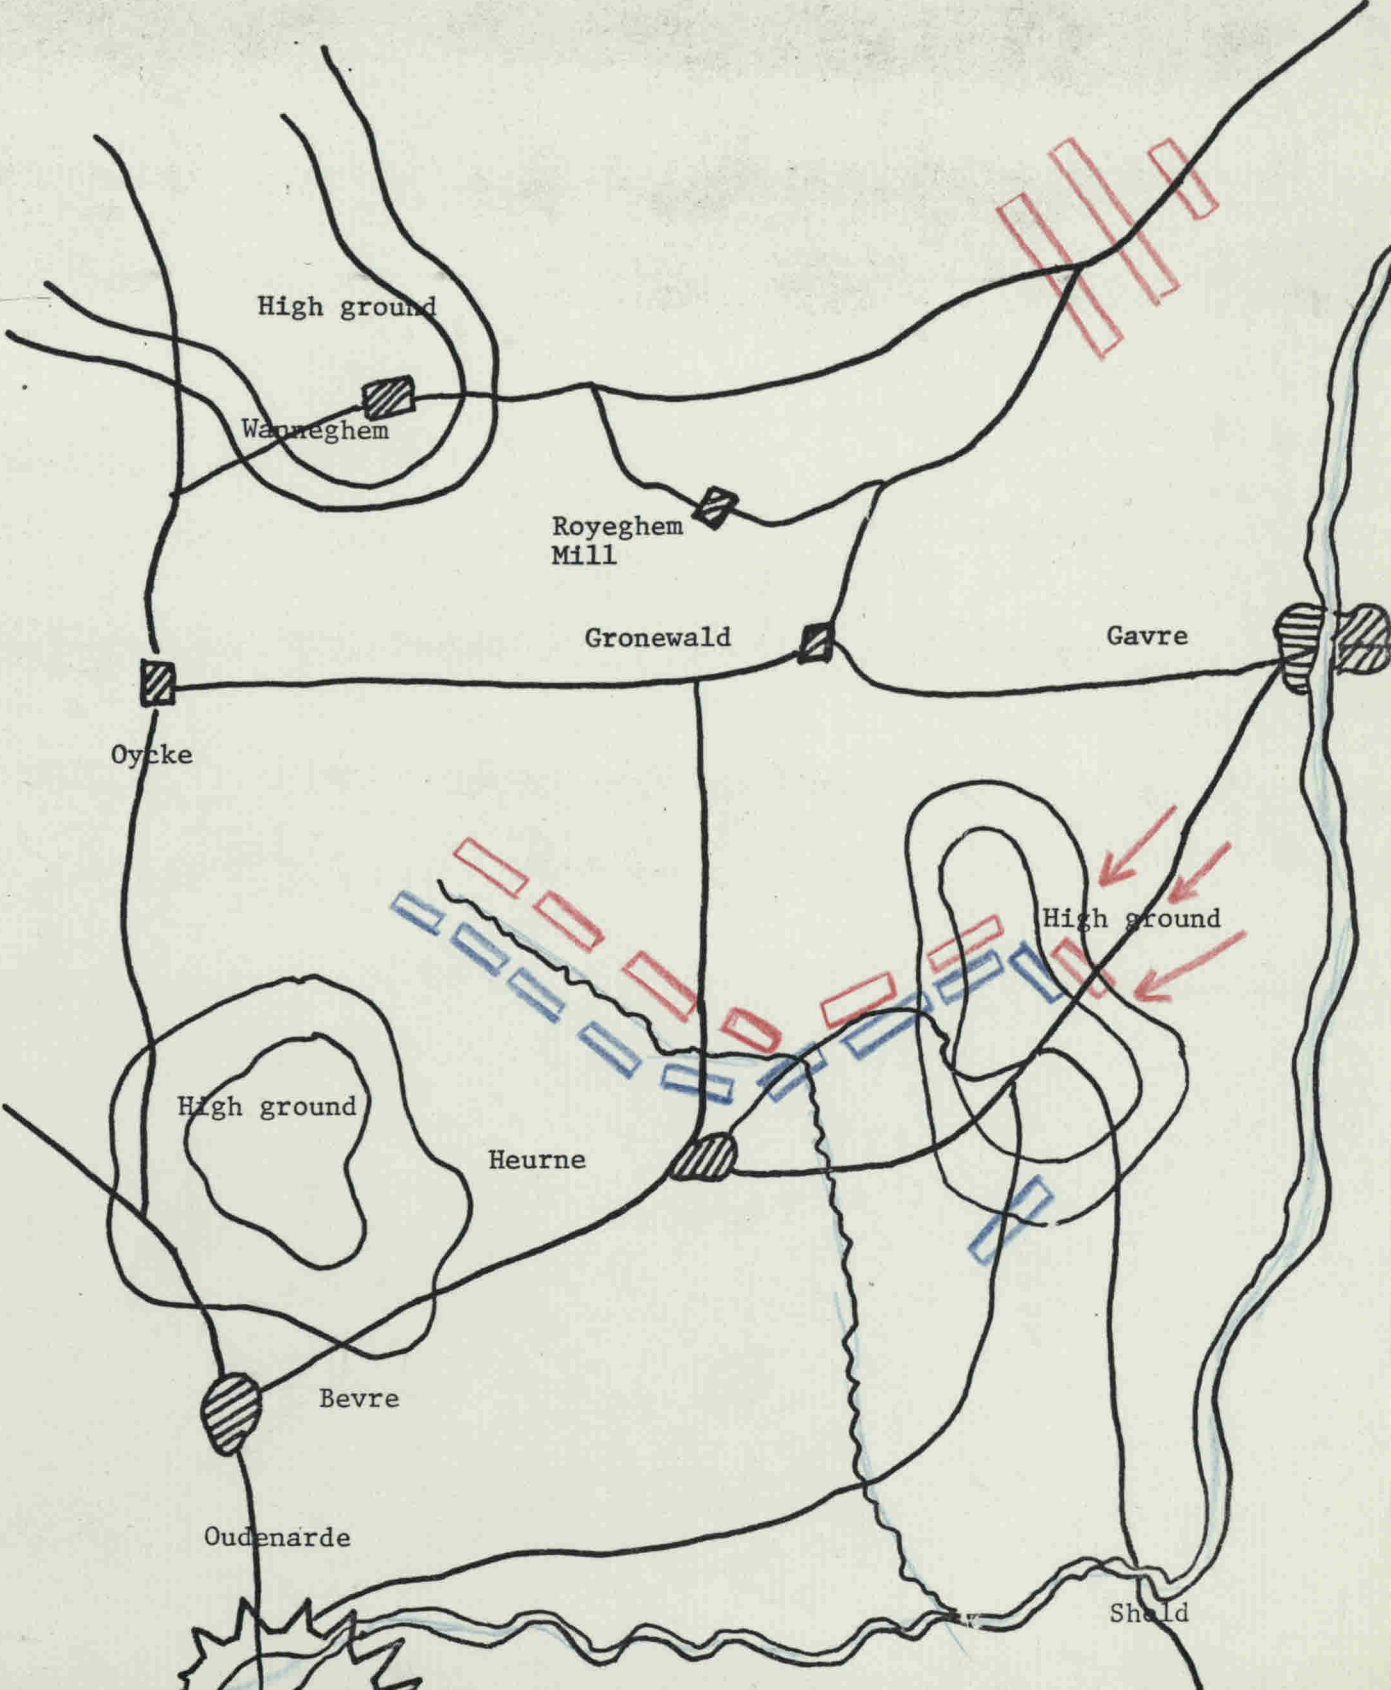 High ground
Wanneghem
Royeghem
Mill
Gronewald
Gavre
Oycke
High ground
High ground
Heurne
Bevre
Oudenarde
Sheld